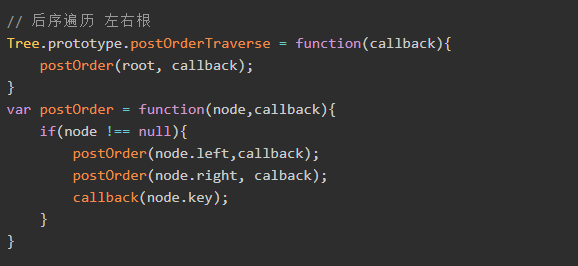 // 后序遍历 左右根
Tree.prototype.postOrderTraverse = function(callback){
    postOrder(root, callback);
}
var postOrder = function(node,callback){
    if(node !== null){
        postOrder(node.left,callback);
        postOrder(node.right, calback);
        callback(node.key);
    }
}